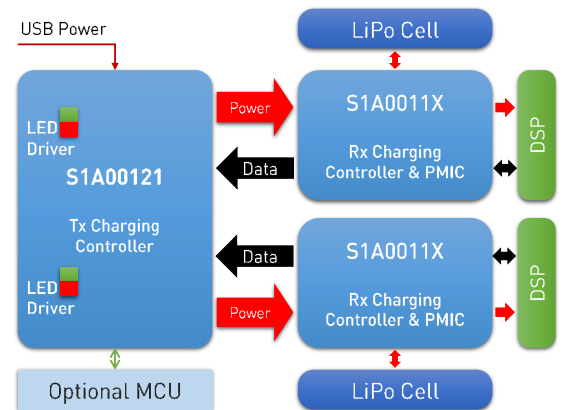 USB Power
LiPo Cell
LED
Driver
S1A00121
Tx Charging
Controller
LED
Driver
Power
Data
S1A0011X
Rx Charging
Controller & PMIC
DSP
Data
Power
S1A0011X
Rx Charging
Controller & PMIC
DSP
Optional MCU
LiPo Cell